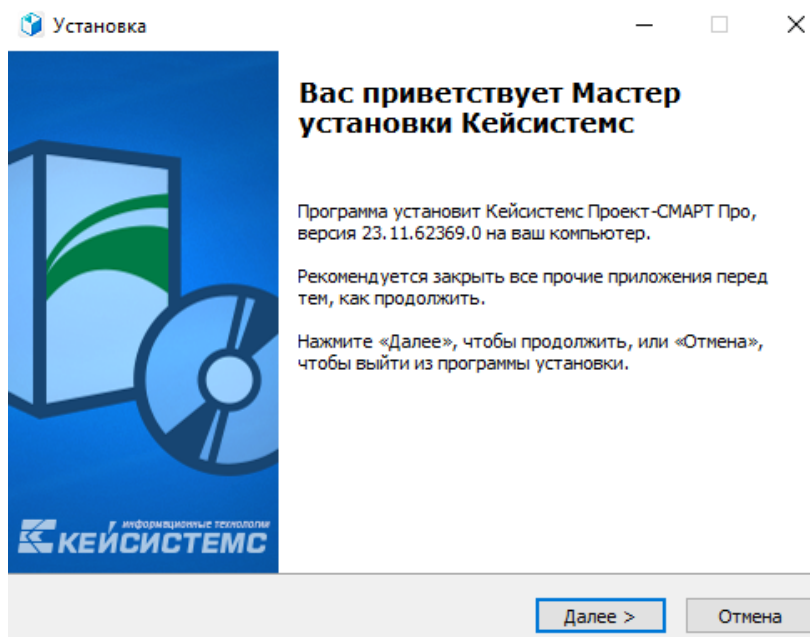 Установка
Вас приветствует Мастер
установки Кейсистемс
Программа установит Кейсистемс Проект-СМАРТ Про,
версия 23.11.62369.0 на ваш компьютер.
Рекомендуется закрыть все прочие приложения перед
тем, как продолжить.
Нажмите «Далее», чтобы продолжить, или «Отмена»,
чтобы выйти из программы установки.
информационные технологии
КЕЙСИСТЕМС
Далее >
Отмена